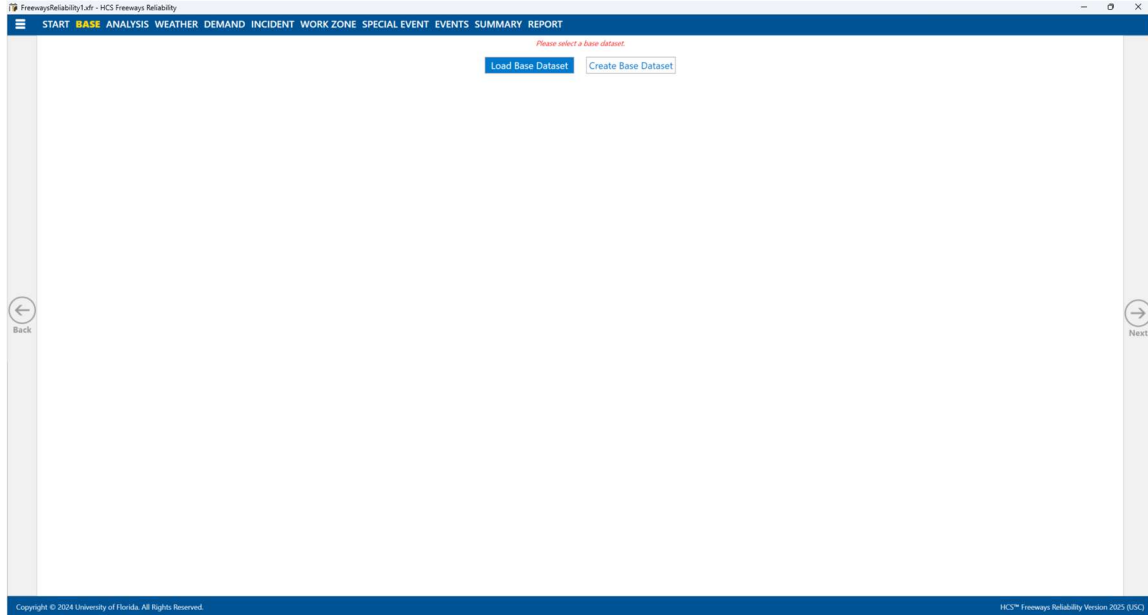 FreewaysReliability1.xfr - HCS Freeways Reliability
START BASE ANALYSIS WEATHER DEMAND INCIDENT WORK ZONE SPECIAL EVENT EVENTS SUMMARY REPORT
Please select a base dataset.
Load Base Dataset Create Base Dataset
Back
Next
Copyright © 2024 University of Florida. All Rights Reserved. HCS™ Freeways Reliability Version 2025 (USC)